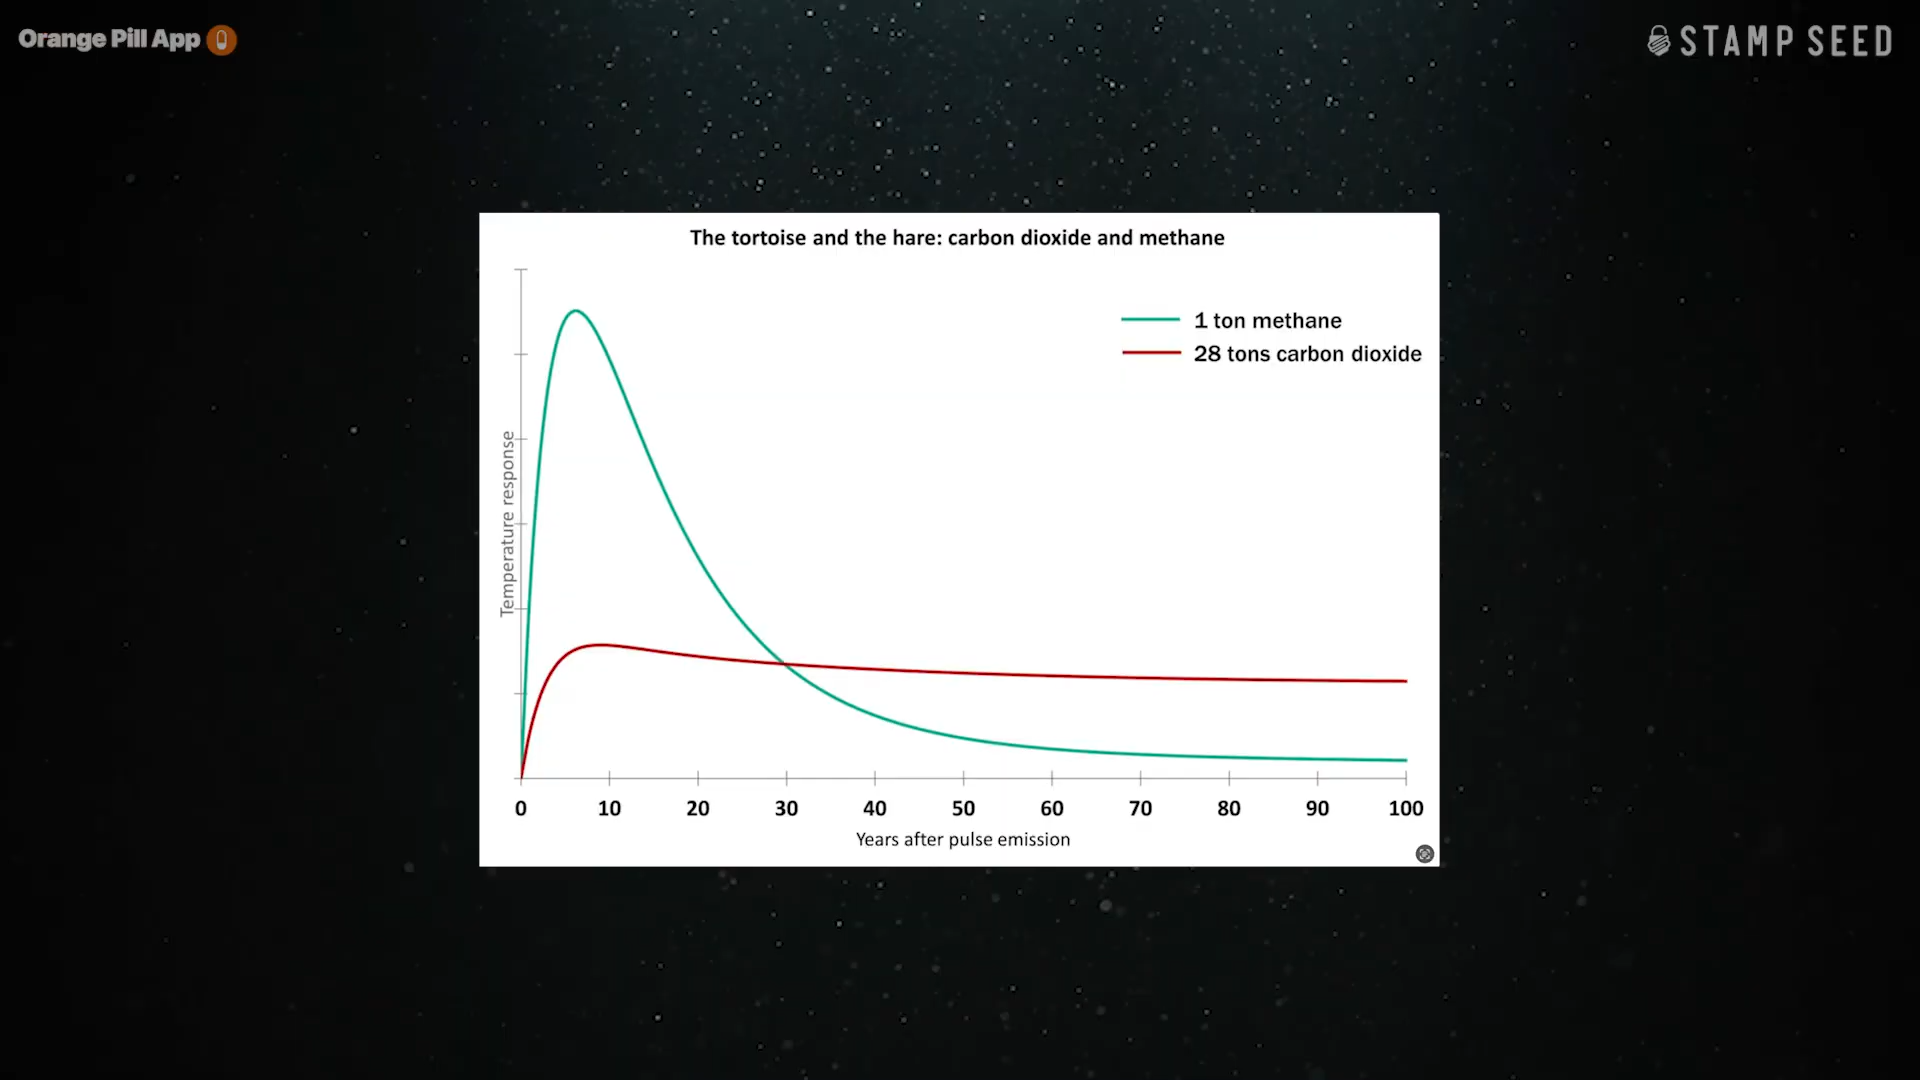 Orange Pill App
STAMP SEED
The tortoise and the hare: carbon dioxide and methane
1 ton methane
28 tons carbon dioxide
Temperature response
0 10 20 30 40 50 60 70 80 90 100
Years after pulse emission